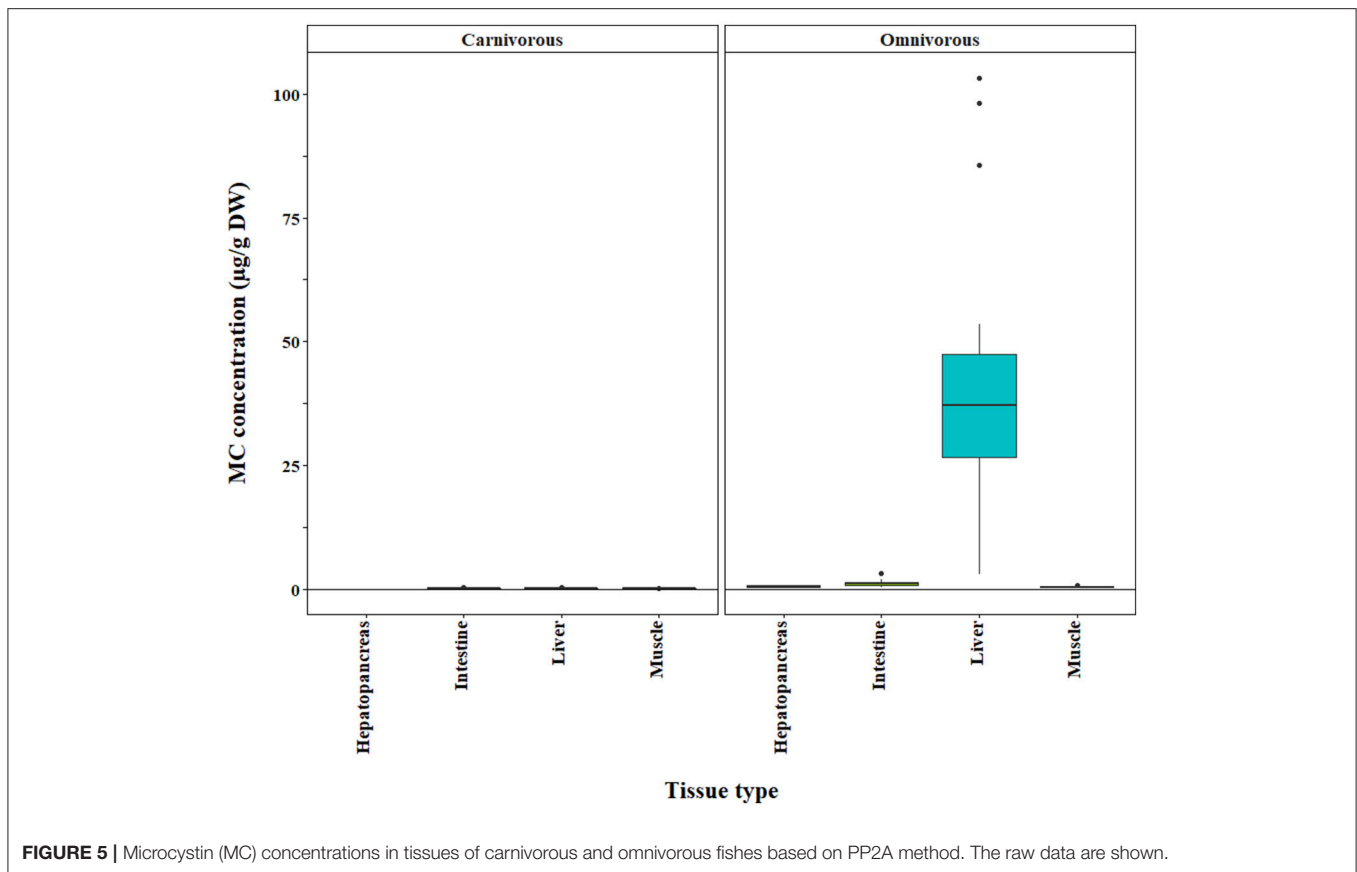 Carnivorous
Omnivorous
MC concentration (µg/g DW)
100
75
50
25
0
Hepatopancreas
Intestine
Liver
Muscle
Hepatopancreas
Intestine
Liver
Muscle
Tissue type
FIGURE 5 | Microcystin (MC) concentrations in tissues of carnivorous and omnivorous fishes based on PP2A method. The raw data are shown.